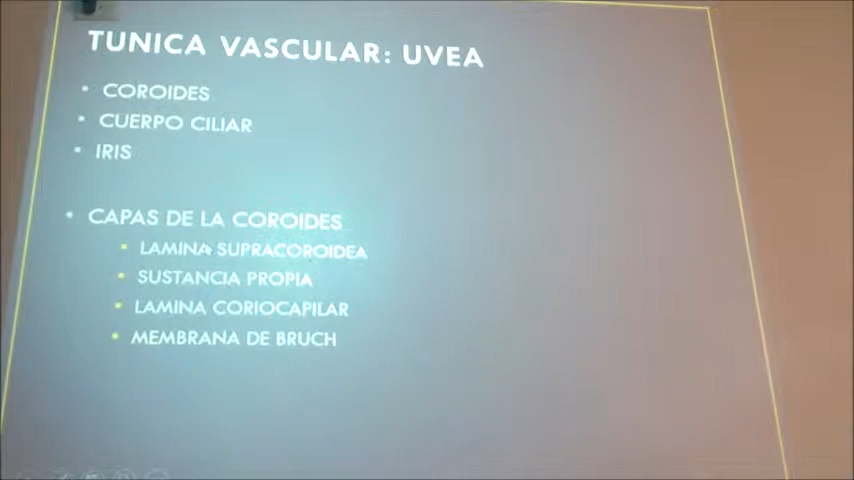 TUNICA VASCULAR: UVEA
• COROIDES
• CUERPO CILIAR
• IRIS
• CAPAS DE LA COROIDES
• LAMINA SUPRACOROIDEA
• SUSTANCIA PROPIA
• LAMINA CORIOCAPILAR
• MEMBRANA DE BRUCH